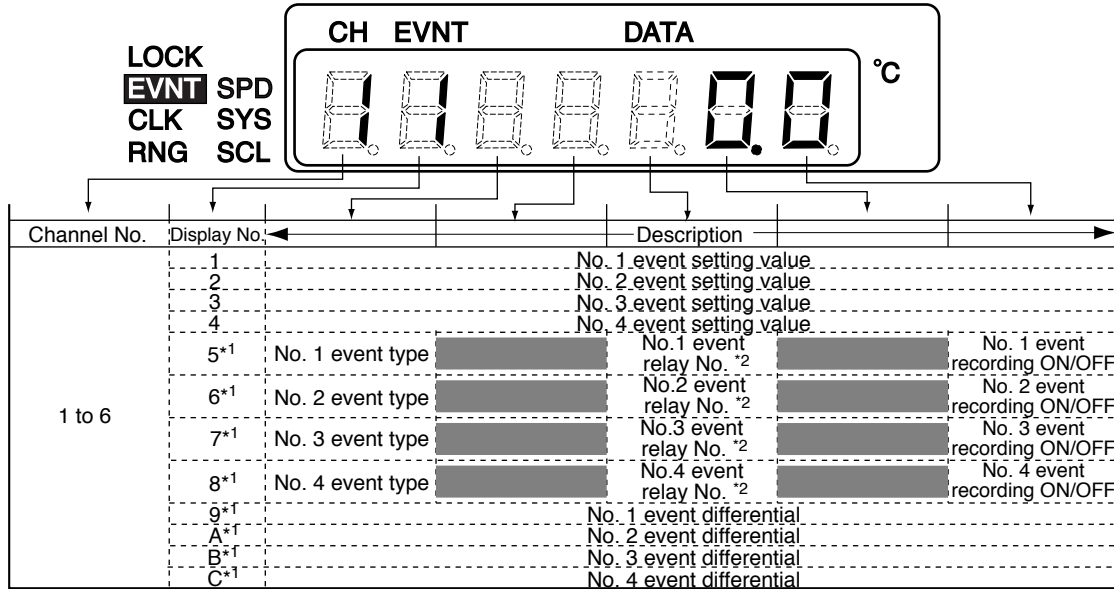 CH EVNT DATA
LOCK
EVNT SPD
CLK SYS
RNG SCL
1 1 0.0 °C
Channel No. Display No. Description
1 to 6
1 No. 1 event setting value
2 No. 2 event setting value
3 No. 3 event setting value
4 No. 4 event setting value
5*1 No. 1 event type No.1 event relay No. *2 No. 1 event recording ON/OFF
6*1 No. 2 event type No.2 event relay No. *2 No. 2 event recording ON/OFF
7*1 No. 3 event type No.3 event relay No. *2 No. 3 event recording ON/OFF
8*1 No. 4 event type No.4 event relay No. *2 No. 4 event recording ON/OFF
9*1 No. 1 event differential
A*1 No. 2 event differential
B*1 No. 3 event differential
C*1 No. 4 event differential